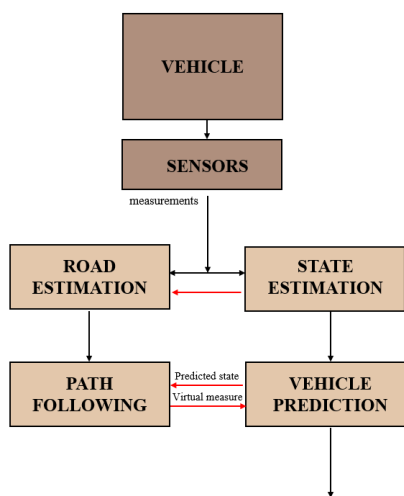 VEHICLE
SENSORS
measurements
ROAD
ESTIMATION
STATE
ESTIMATION
PATH
FOLLOWING
Predicted state
Virtual measure
VEHICLE
PREDICTION